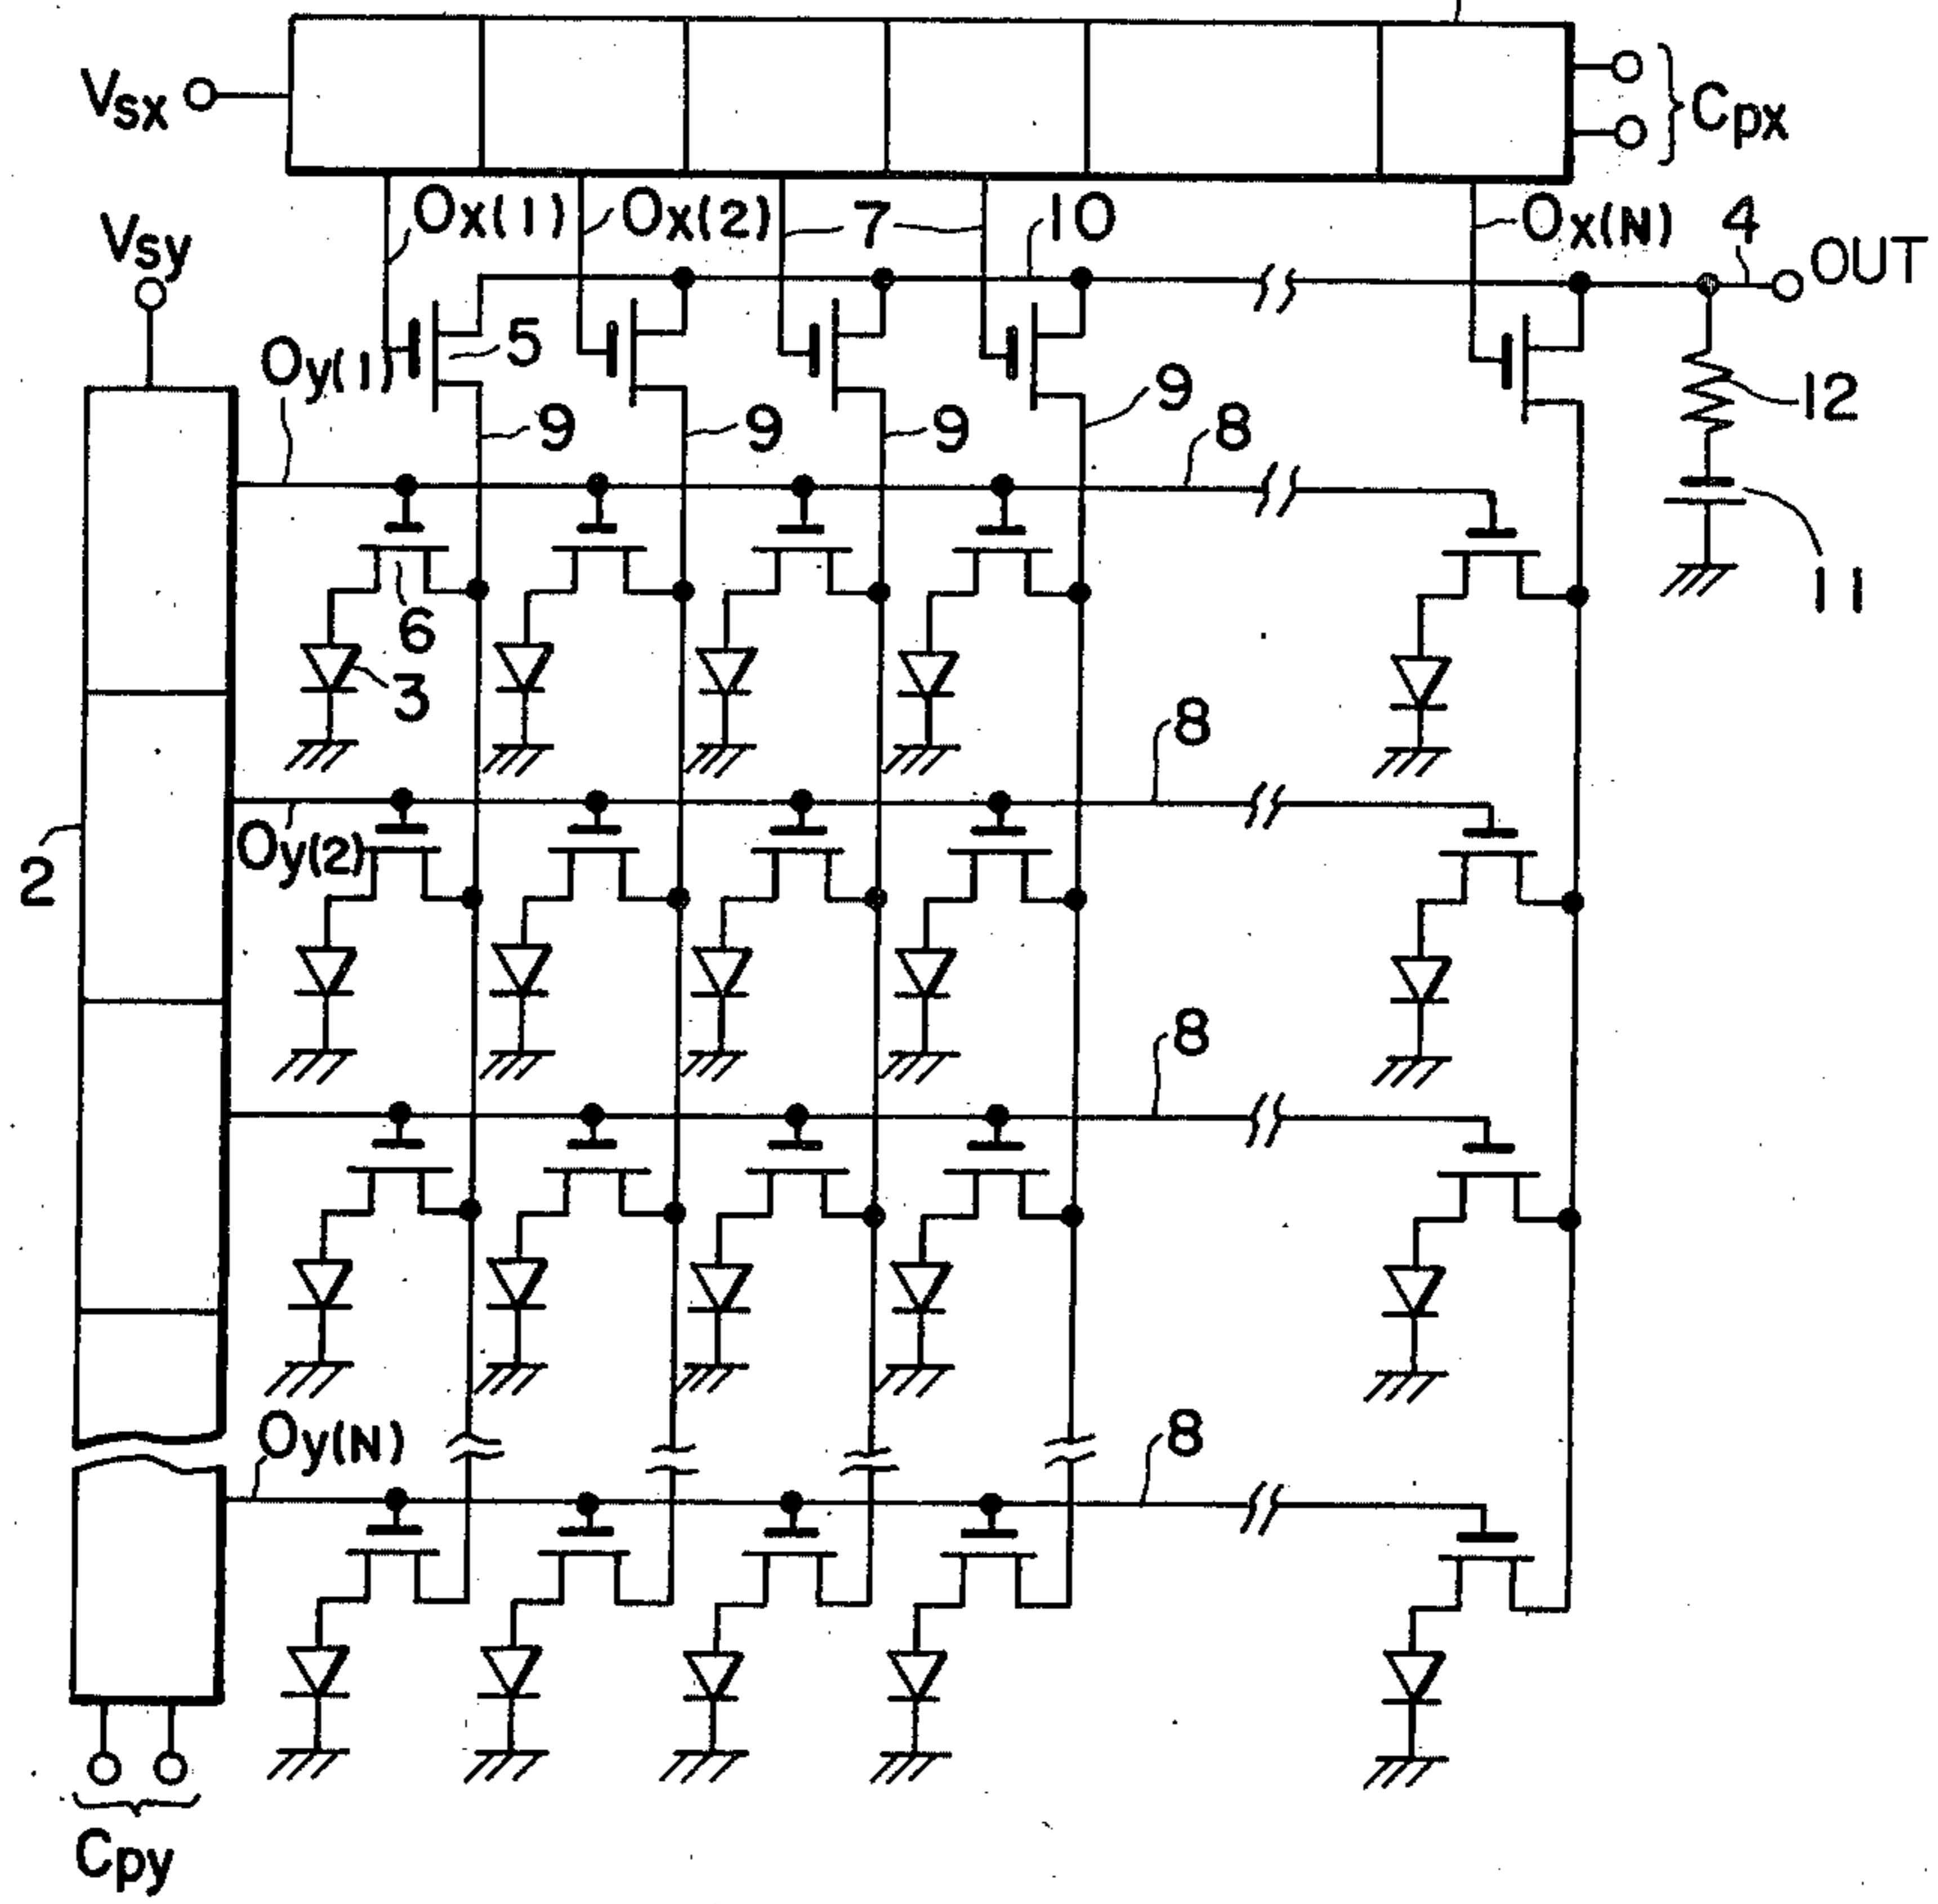 Vsx
Cpx
Ox(1)
Ox(2)
7
10
Ox(N)
4
OUT
Vsy
Oy(1)
5
9
9
9
9
8
12
11
6
3
8
2
Oy(2)
8
Oy(N)
8
Cpy